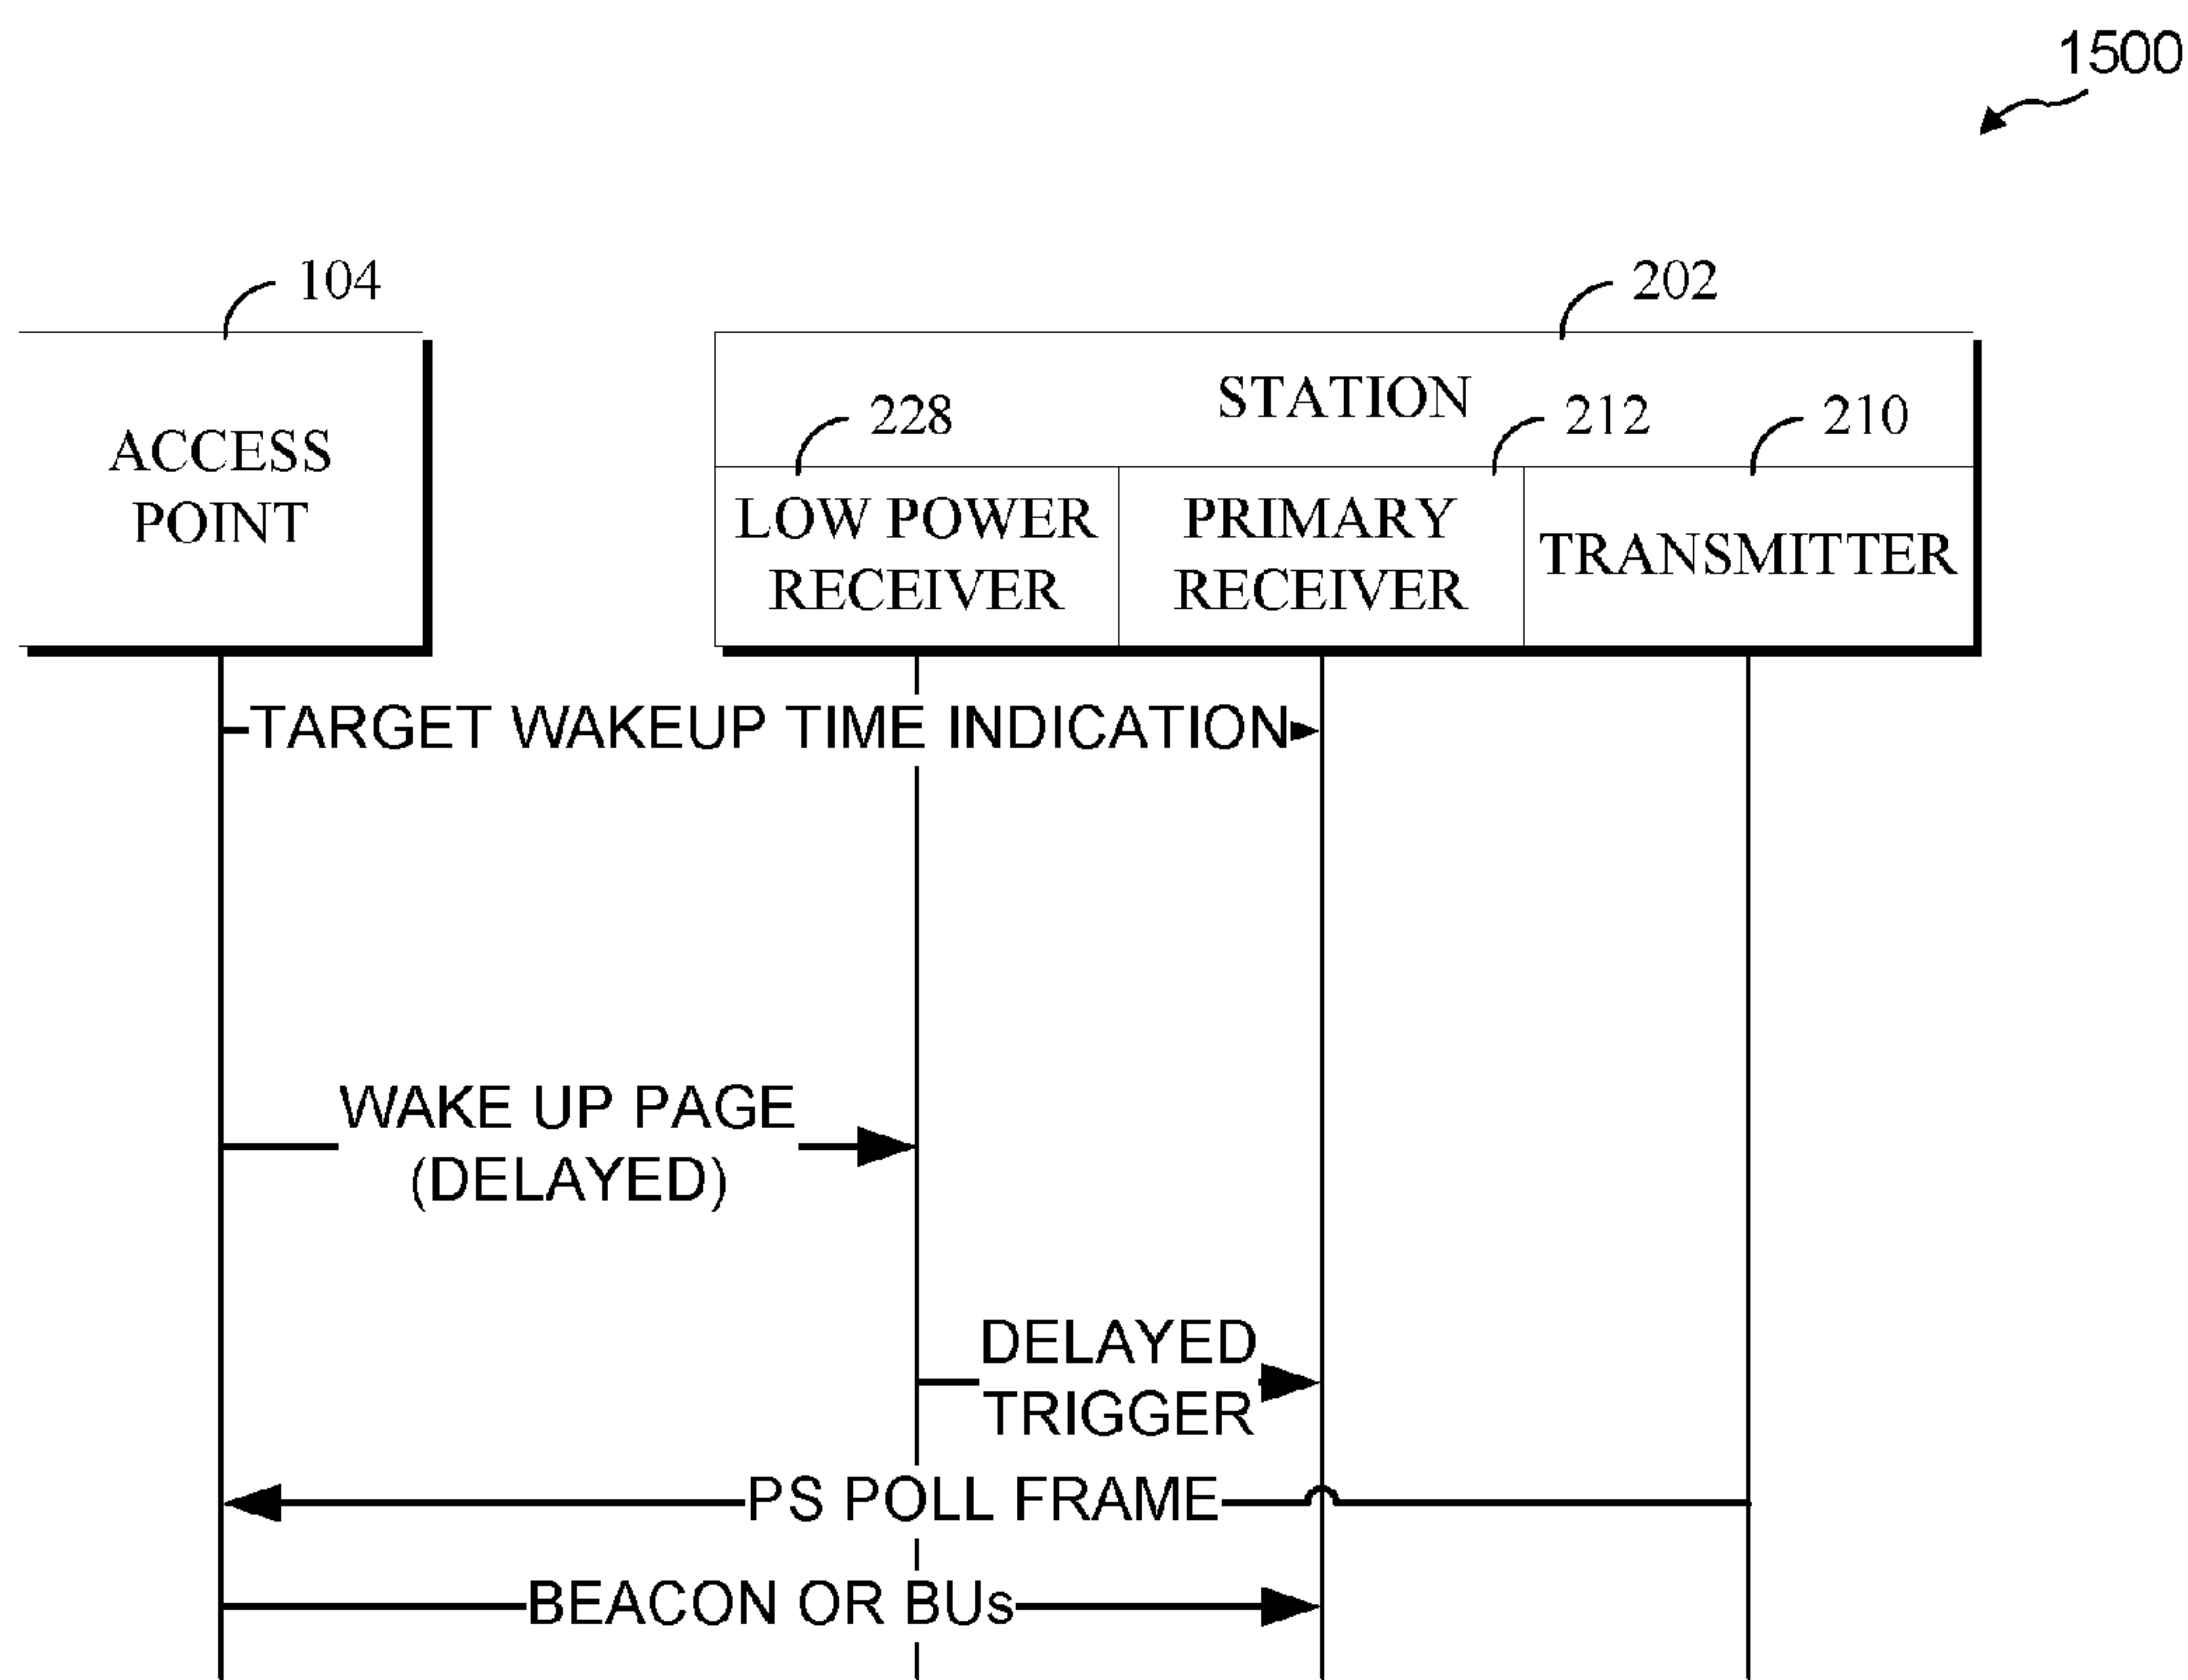 1500
104
202
STATION
228
212
210
ACCESS
POINT
LOW POWER
RECEIVER
PRIMARY
RECEIVER
TRANSMITTER
TARGET WAKEUP TIME INDICATION
WAKE UP PAGE
(DELAYED)
DELAYED
TRIGGER
PS POLL FRAME
BEACON OR BUs